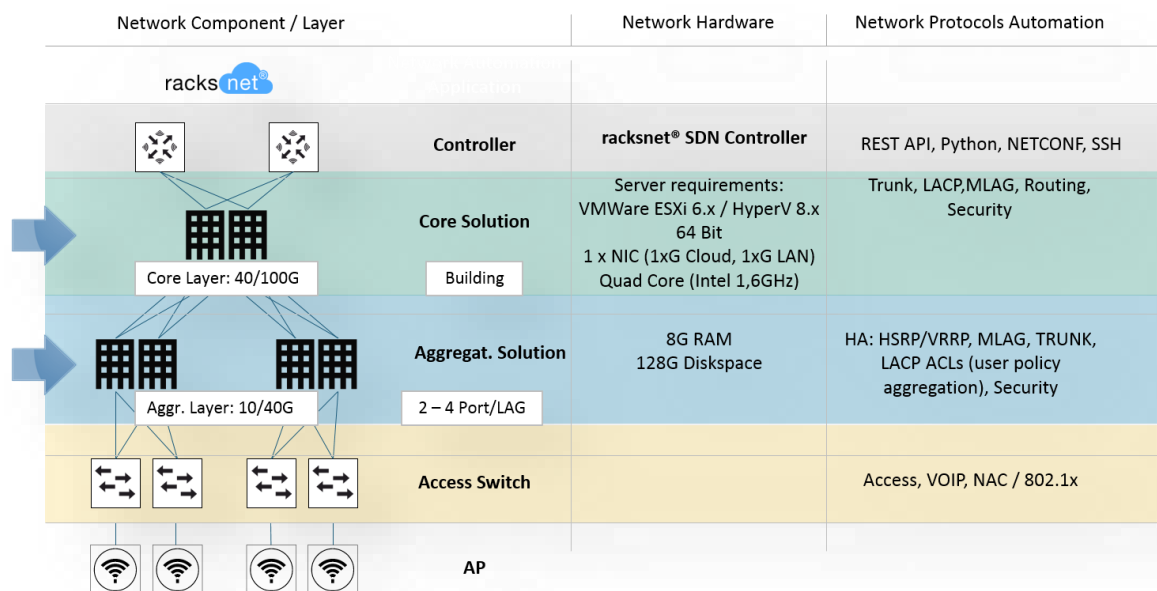 Network Component / Layer
Network Hardware
Network Protocols Automation
racks net®
Application
Controller
racksnet® SDN Controller
REST API, Python, NETCONF, SSH
Core Solution
Server requirements:
VMWare ESXi 6.x / HyperV 8.x
64 Bit
1 x NIC (1xG Cloud, 1xG LAN)
Quad Core (Intel 1,6GHz)
Trunk, LACP,MLAG, Routing,
Security
Core Layer: 40/100G
Building
Aggregat. Solution
8G RAM
128G Diskspace
HA: HSRP/VRRP, MLAG, TRUNK,
LACP ACLs (user policy
aggregation), Security
Aggr. Layer: 10/40G
2 – 4 Port/LAG
Access Switch
Access, VOIP, NAC / 802.1x
AP